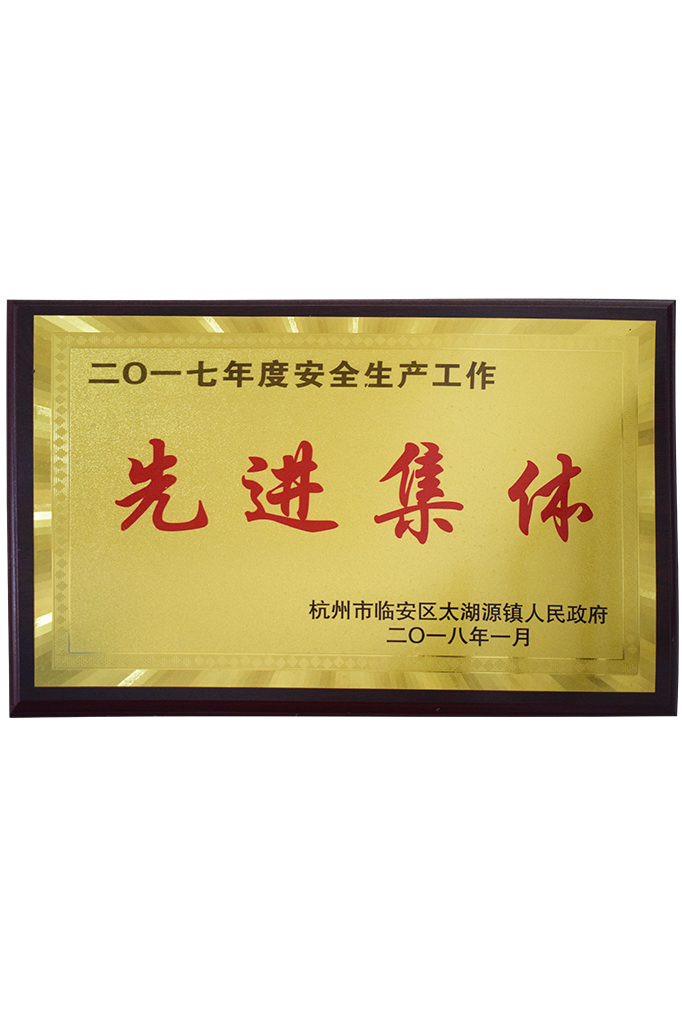 二〇一七年度安全生产工作
先进集体
杭州市临安区太湖源镇人民政府
二〇一八年一月